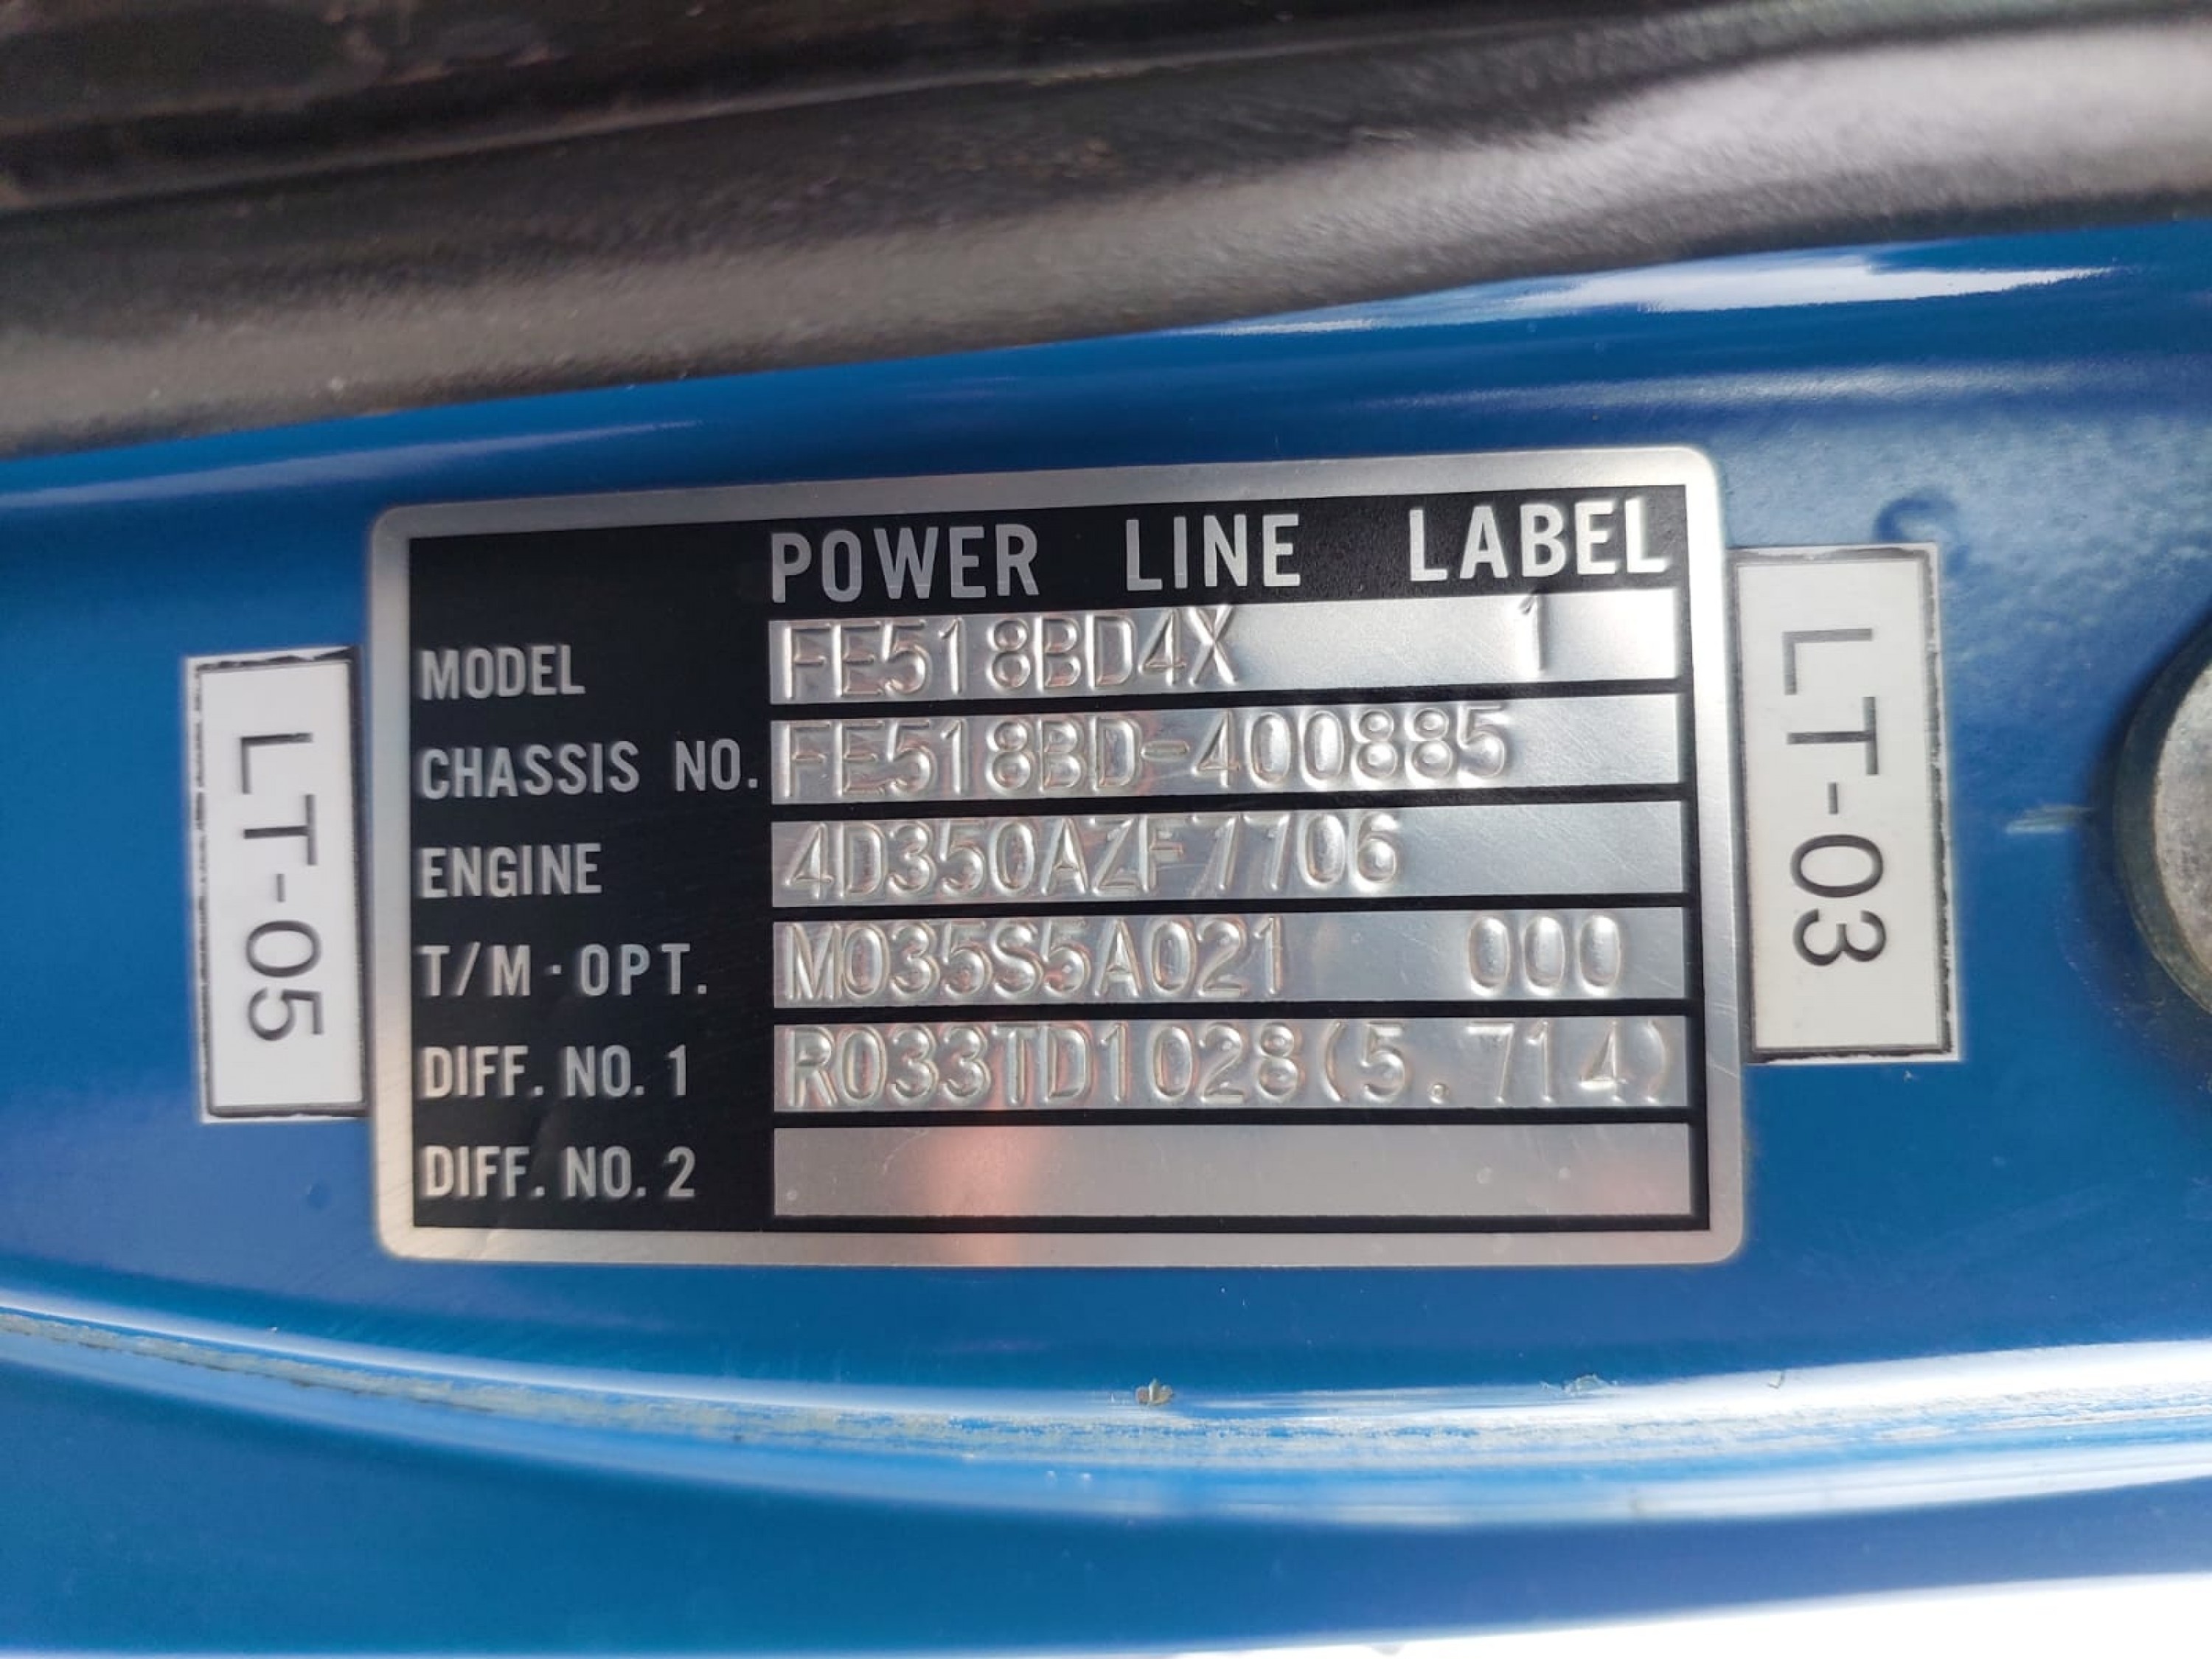 POWER LINE LABEL
MODEL FE518BD4X 1
CHASSIS NO. FE518BD-400885
ENGINE 4D350AZF7706
T/M·OPT. M035S5A021 000
DIFF. NO. 1 R033TD1028(5.714)
DIFF. NO. 2
LT-05
LT-03